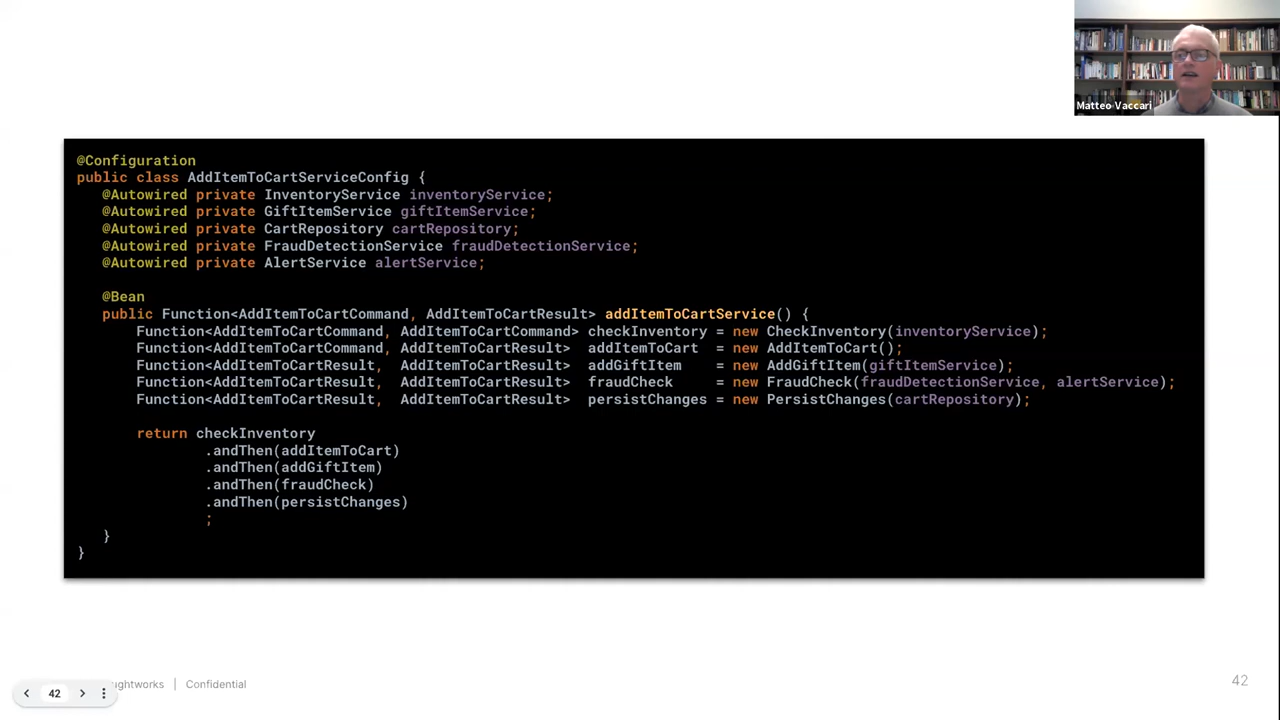 Matteo Vaccari
@Configuration
public class AddItemToCartServiceConfig {
@Autowired private InventoryService inventoryService;
@Autowired private GiftItemService giftItemService;
@Autowired private CartRepository cartRepository;
@Autowired private FraudDetectionService fraudDetectionService;
@Autowired private AlertService alertService;
@Bean
public Function<AddItemToCartCommand, AddItemToCartResult> addItemToCartService() {
Function<AddItemToCartCommand, AddItemToCartCommand> checkInventory = new CheckInventory(inventoryService);
Function<AddItemToCartCommand, AddItemToCartResult> addItemToCart = new AddItemToCart();
Function<AddItemToCartResult, AddItemToCartResult> addGiftItem = new AddGiftItem(giftItemService);
Function<AddItemToCartResult, AddItemToCartResult> fraudCheck = new FraudCheck(fraudDetectionService, alertService);
Function<AddItemToCartResult, AddItemToCartResult> persistChanges = new PersistChanges(cartRepository);
return checkInventory
.andThen(addItemToCart)
.andThen(addGiftItem)
.andThen(fraudCheck)
.andThen(persistChanges)
;
}
}
42 ughtworks | Confidential
42